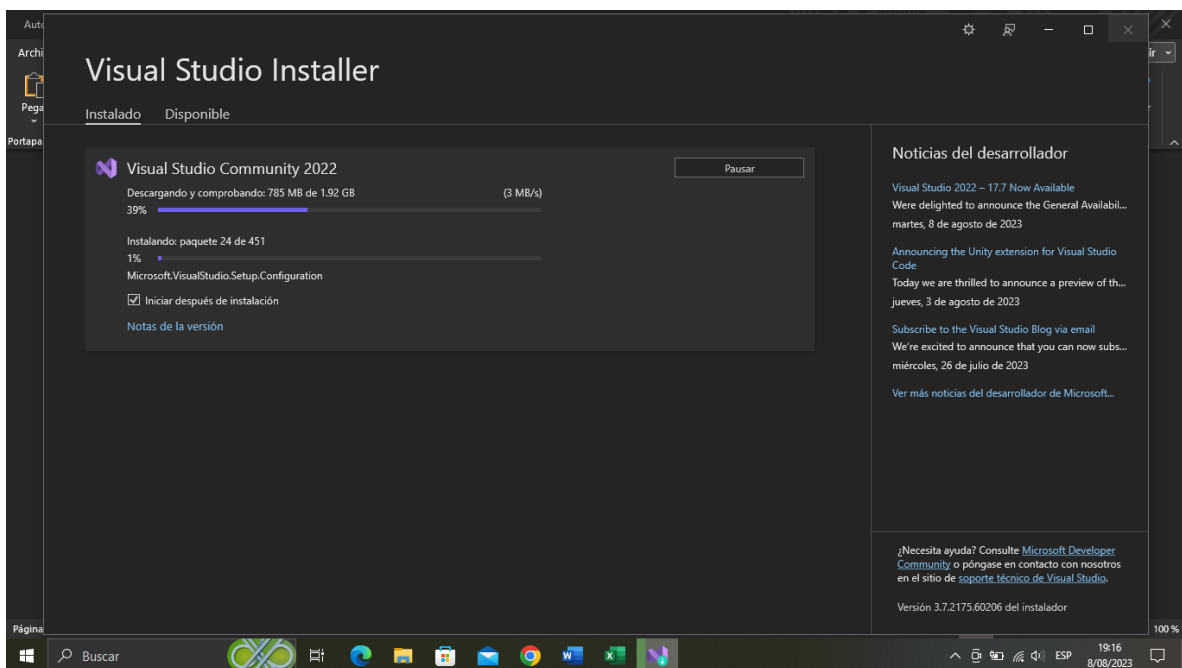 Auto
Archi
ir
Visual Studio Installer
Pega
Instalado Disponible
Portapa
Visual Studio Community 2022
Pausar
Descargando y comprobando: 785 MB de 1.92 GB (3 MB/s)
39%
Instalando: paquete 24 de 451
1%
Microsoft.VisualStudio.Setup.Configuration
Iniciar después de instalación
Notas de la versión
Noticias del desarrollador
Visual Studio 2022 – 17.7 Now Available
Were delighted to announce the General Availabil...
martes, 8 de agosto de 2023
Announcing the Unity extension for Visual Studio
Code
Today we are thrilled to announce a preview of th...
jueves, 3 de agosto de 2023
Subscribe to the Visual Studio Blog via email
We're excited to announce that you can now subs...
miércoles, 26 de julio de 2023
Ver más noticias del desarrollador de Microsoft...
¿Necesita ayuda? Consulte Microsoft Developer
Community o póngase en contacto con nosotros
en el sitio de soporte técnico de Visual Studio.
Versión 3.7.2175.60206 del instalador
Página
100 %
Buscar
ESP
19:16
8/08/2023